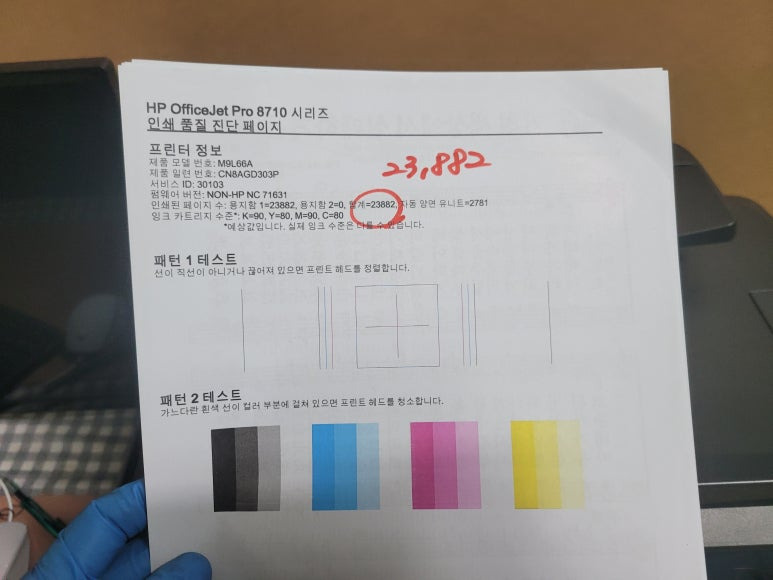 HP OfficeJet Pro 8710 시리즈
인쇄 품질 진단 페이지
프린터 정보
23,882
제품 모델 번호: M9L66A
제품 일련 번호: CN8AGD303P
서비스 ID: 30103
펌웨어 버전: NON-HP NC 71631
인쇄된 페이지 수: 용지함 1=23882, 용지함 2=0, 합계=23882, 자동 양면 유니트=2781
잉크 카트리지 수준*: K=90, Y=80, M=90, C=80
*예상값입니다. 실제 잉크 수준은 다를 수 있습니다.
패턴 1 테스트
선이 직선이 아니거나 끊어져 있으면 프린트 헤드를 정렬합니다.
패턴 2 테스트
가느다란 흰색 선이 컬러 부분에 걸쳐 있으면 프린트 헤드를 청소합니다.